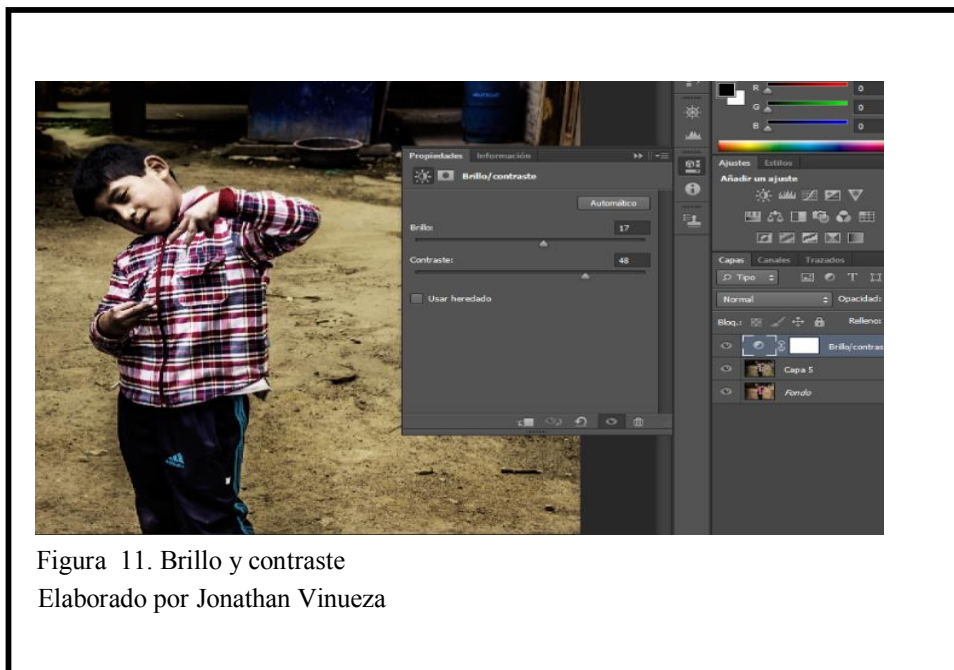 R 0
G 0
B 0
Propiedades Información
Brillo/contraste
Automático
Brillo: 17
Contraste: 48
Usar heredado
Ajustes Estilos
Añadir un ajuste
Capas Canales Trazados
Tipo
Normal Opacidad:
Bloq.: Relleno:
Brillo/contras
Capa 5
Fondo
adidas
Figura 11. Brillo y contraste
Elaborado por Jonathan Vinueza